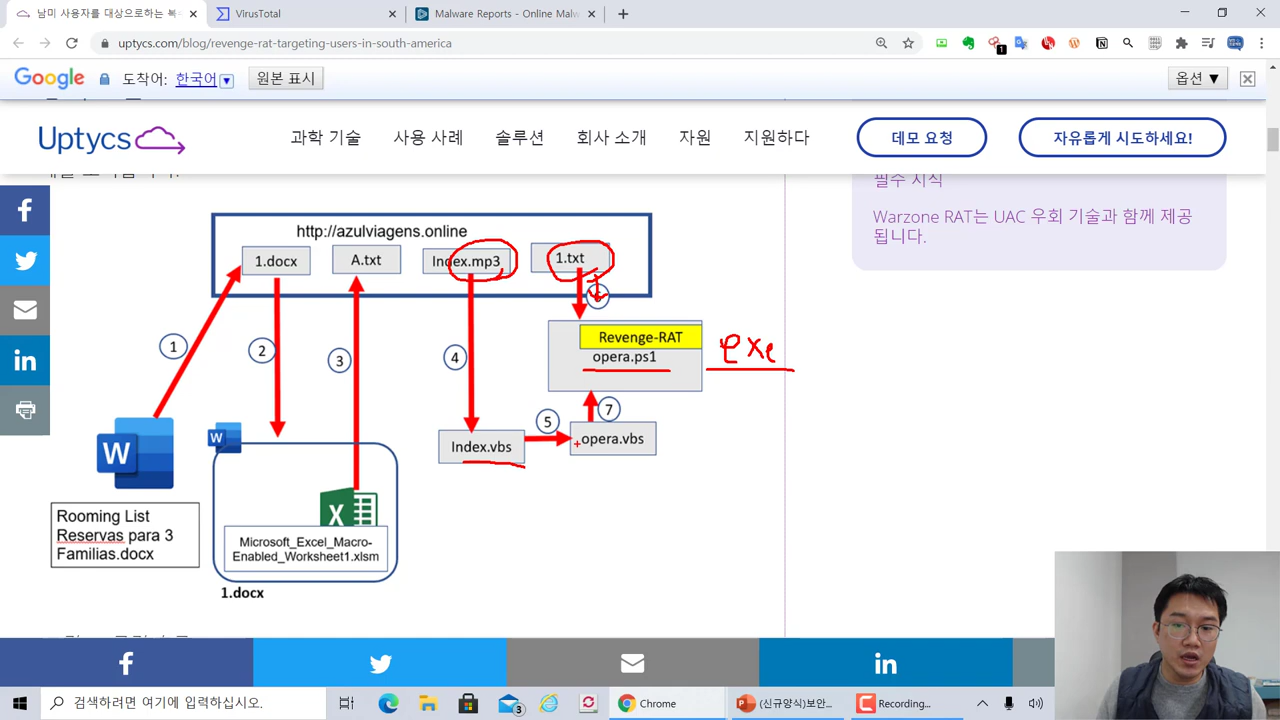 남미 사용자를 대상으로하는 복
VirusTotal
Malware Reports - Online Malw
uptycs.com/blog/revenge-rat-targeting-users-in-south-america
1
Google 도착어: 한국어 원본 표시 옵션 ▼
Uptycs
과학 기술 사용 사례 솔루션 회사 소개 자원 지원하다
데모 요청 자유롭게 시도하세요!
필수 지식
Warzone RAT는 UAC 우회 기술과 함께 제공
됩니다.
http://azulviagens.online
1.docx A.txt Index.mp3 1.txt
Revenge-RAT
opera.ps1
exe
1 2 3 4 5 7
Index.vbs opera.vbs
Rooming List
Reservas para 3
Familias.docx
Microsoft_Excel_Macro-
Enabled_Worksheet1.xlsm
1.docx
검색하려면 여기에 입력하십시오.
3
Chrome
(신규양식)보안...
Recording...